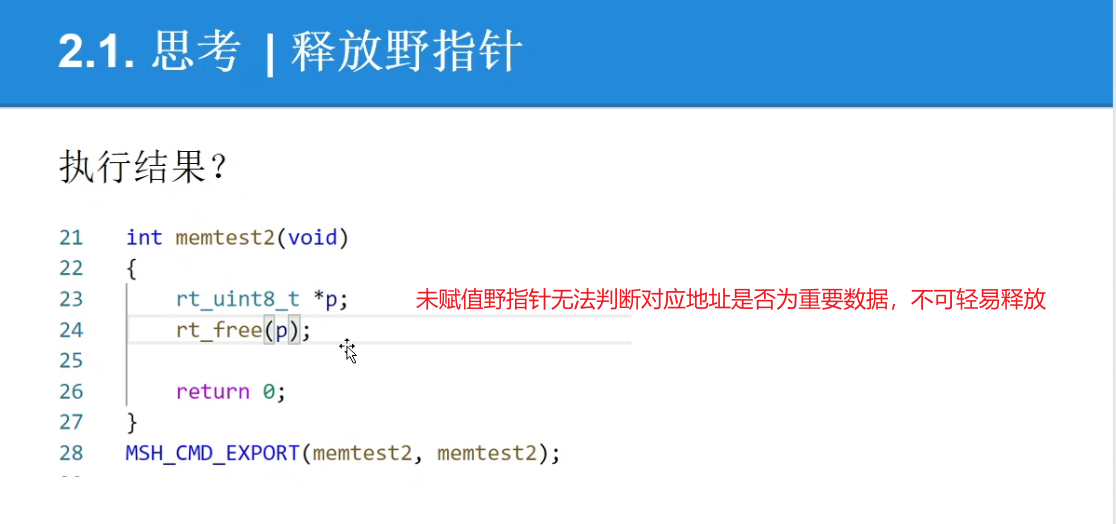 2.1. 思考 | 释放野指针
执行结果?
21 int memtest2(void)
22 {
23 rt_uint8_t *p; 未赋值野指针无法判断对应地址是否为重要数据，不可轻易释放
24 rt_free(p);
25
26 return 0;
27 }
28 MSH_CMD_EXPORT(memtest2, memtest2);